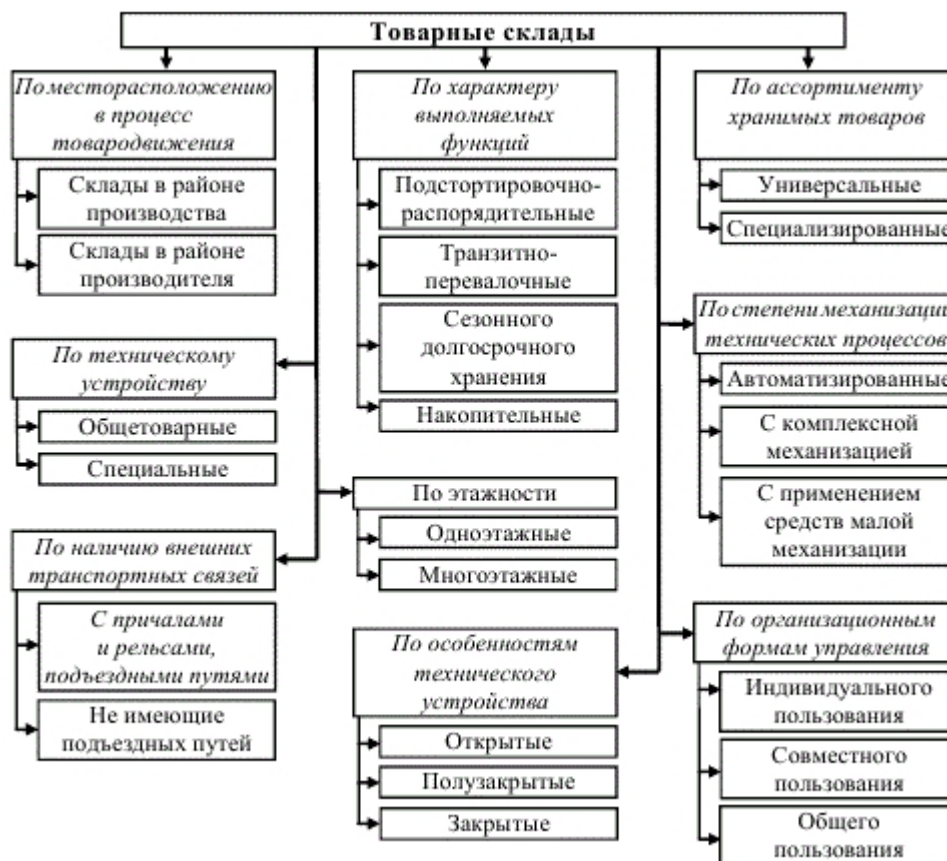 Товарные склады
По месторасположению
в процесс
товародвижения
Склады в районе
производства
Склады в районе
производителя
По техническому
устройству
Общетоварные
Специальные
По наличию внешних
транспортных связей
С причалами
и рельсами,
подъездными путями
Не имеющие
подъездных путей
По характеру
выполняемых
функций
Подстортировочно-
распорядительные
Транзитно-
перевалочные
Сезонного
долгосрочного
хранения
Накопительные
По этажности
Одноэтажные
Многоэтажные
По особенностям
технического
устройства
Открытые
Полузакрытые
Закрытые
По ассортименту
хранимых товаров
Универсальные
Специализированные
По степени механизации
технических процессов
Автоматизированные
С комплексной
механизацией
С применением
средств малой
механизации
По организационным
формам управления
Индивидуального
пользования
Совместного
пользования
Общего
пользования